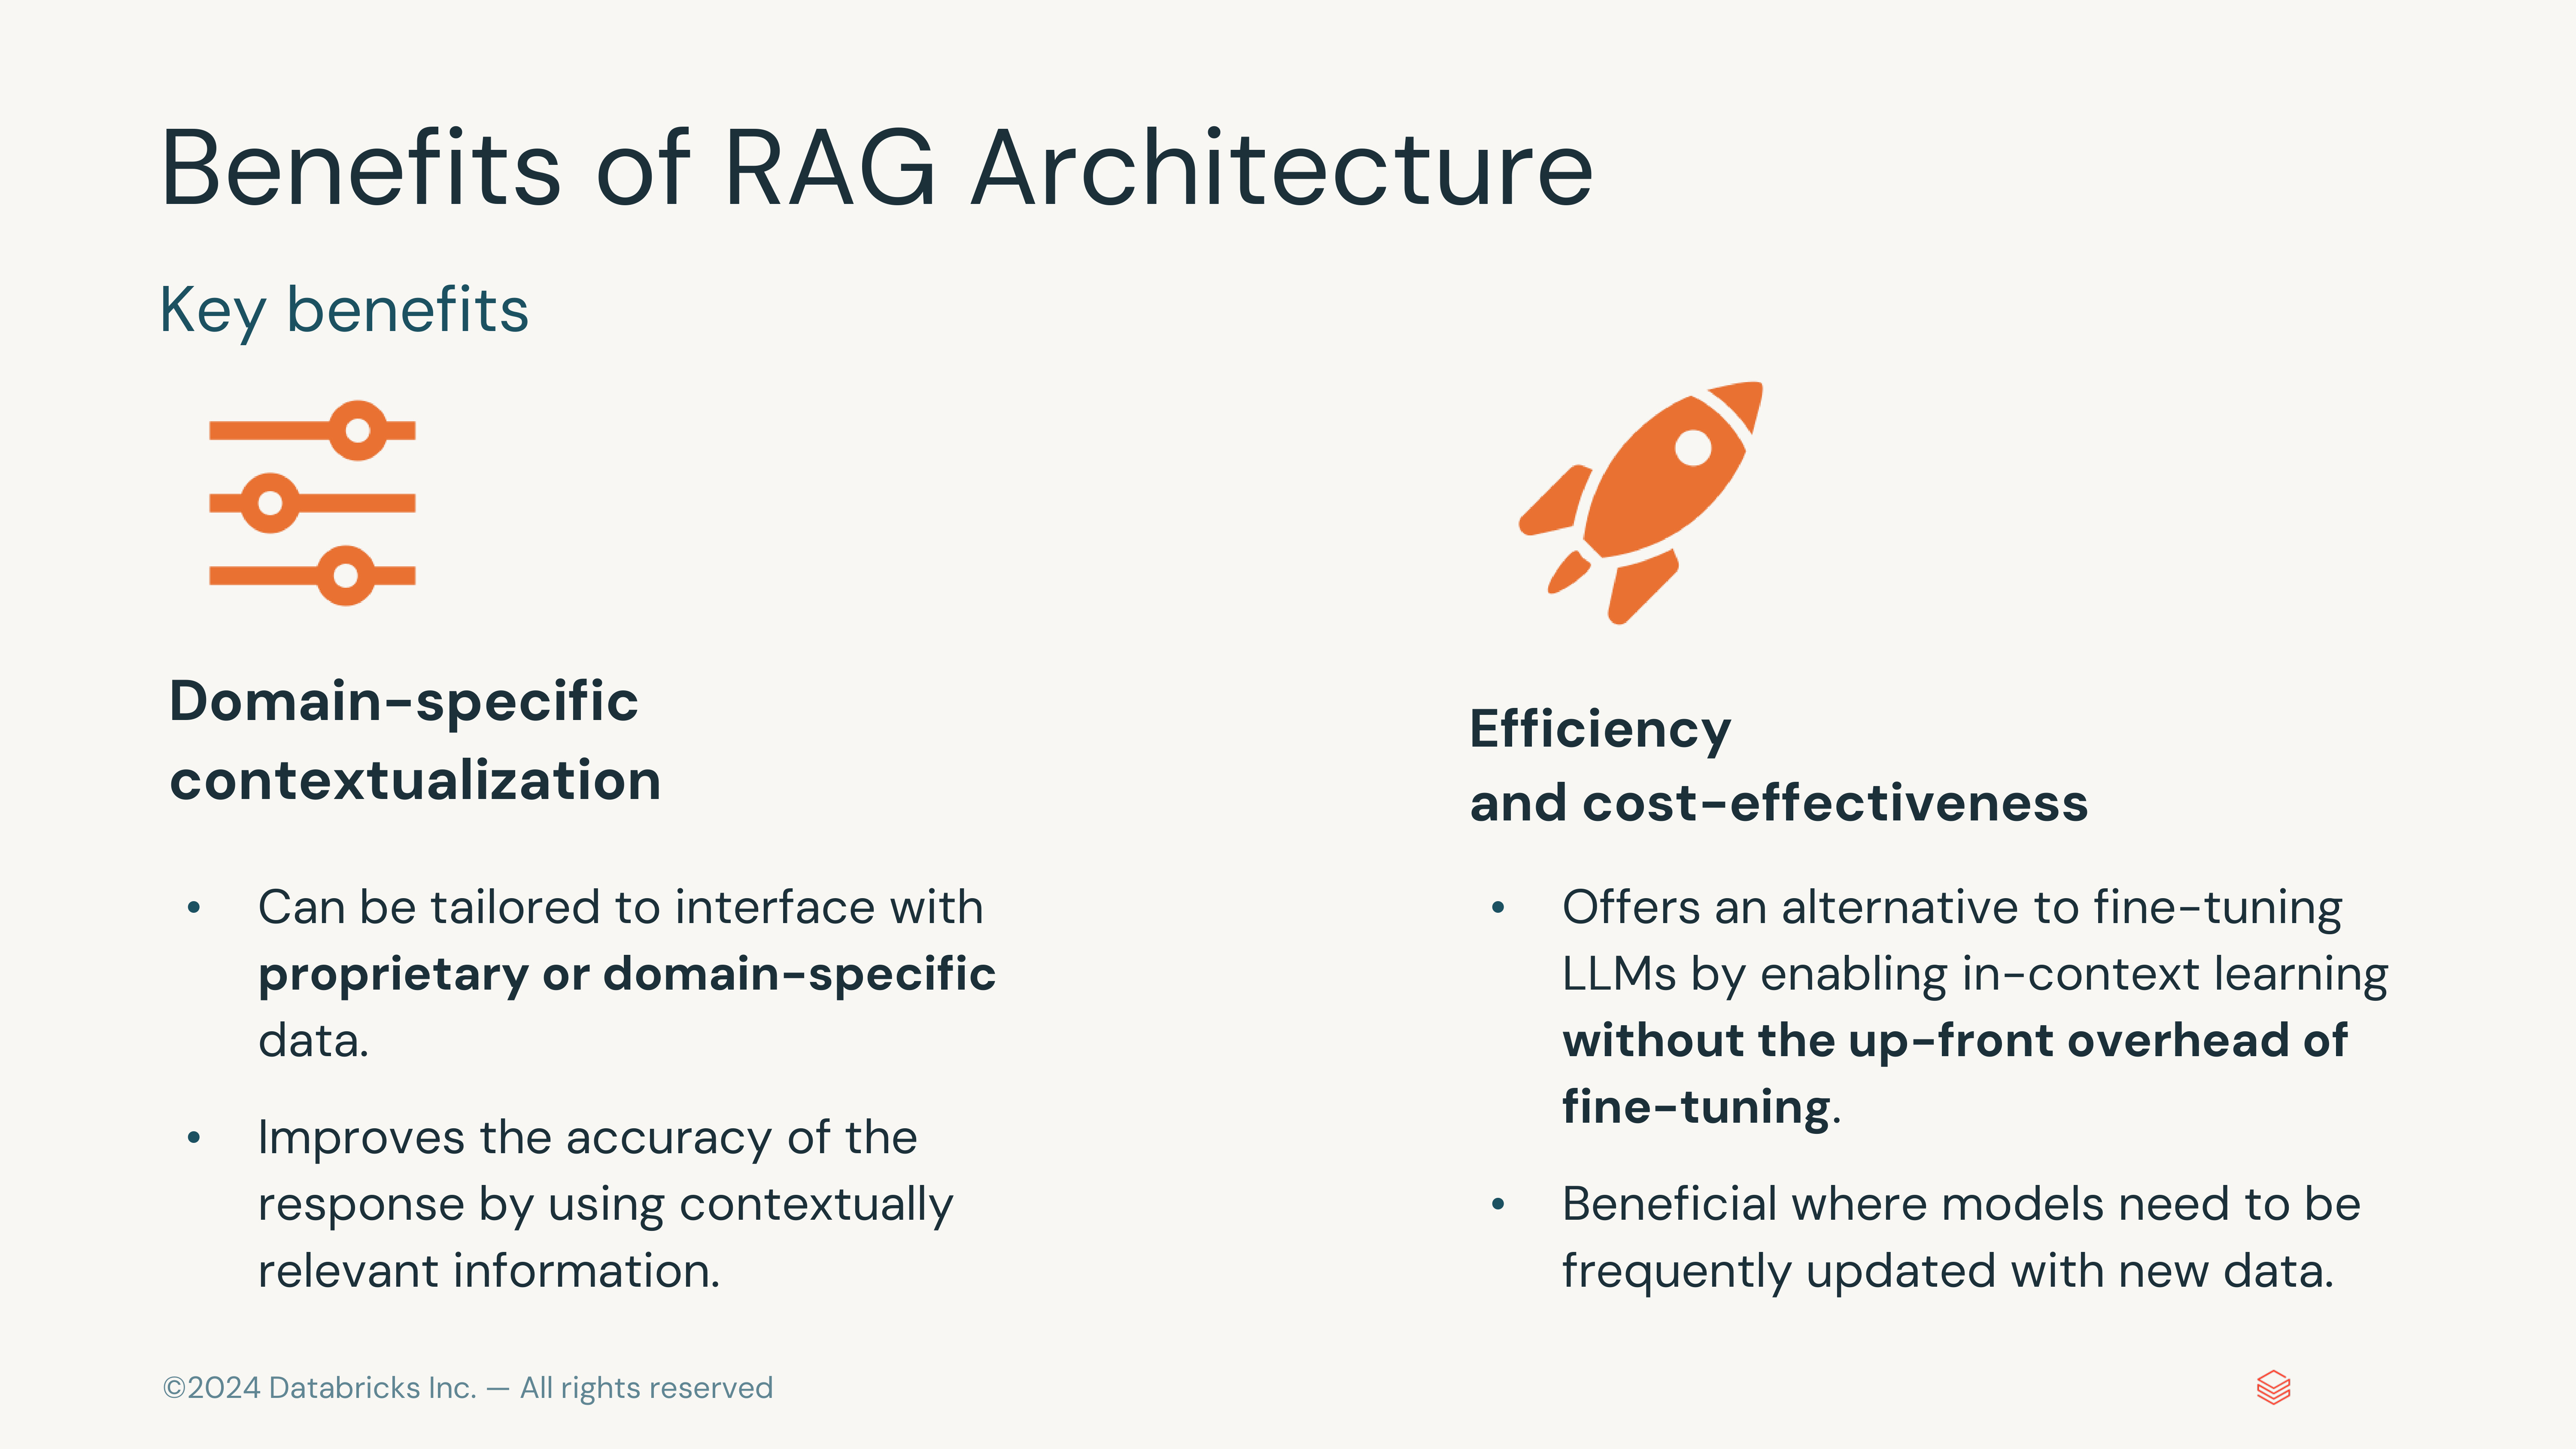 Benefits of RAG Architecture
Key benefits
Domain-specific
contextualization
• Can be tailored to interface with
proprietary or domain-specific
data.
• Improves the accuracy of the
response by using contextually
relevant information.
Efficiency
and cost-effectiveness
• Offers an alternative to fine-tuning
LLMs by enabling in-context learning
without the up-front overhead of
fine-tuning.
• Beneficial where models need to be
frequently updated with new data.
©2024 Databricks Inc. — All rights reserved